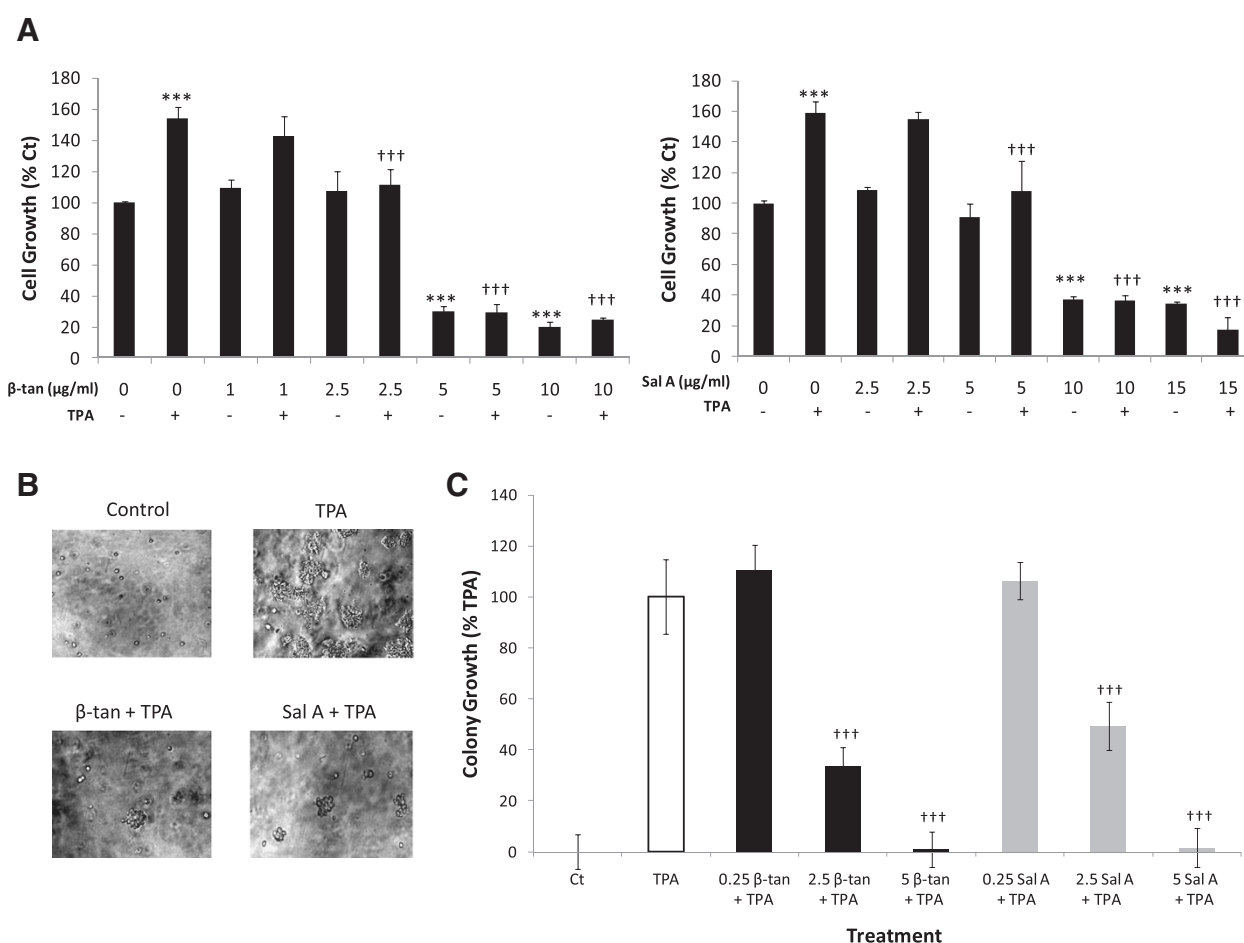 A
180
160
140
120
100
80
60
40
20
0
Cell Growth (% Ct)
***
†††
***
†††
***
†††
β-tan (µg/ml) 0 0 1 1 2.5 2.5 5 5 10 10
TPA - + - + - + - + - +
180
160
140
120
100
80
60
40
20
0
Cell Growth (% Ct)
***
†††
***
†††
***
†††
Sal A (µg/ml) 0 0 2.5 2.5 5 5 10 10 15 15
TPA - + - + - + - + - +
B
Control TPA
β-tan + TPA Sal A + TPA
C
140
120
100
80
60
40
20
0
Colony Growth (% TPA)
†††
†††
†††
†††
Ct TPA 0.25 β-tan 2.5 β-tan 5 β-tan 0.25 Sal A 2.5 Sal A 5 Sal A
+ TPA + TPA + TPA + TPA + TPA + TPA
Treatment